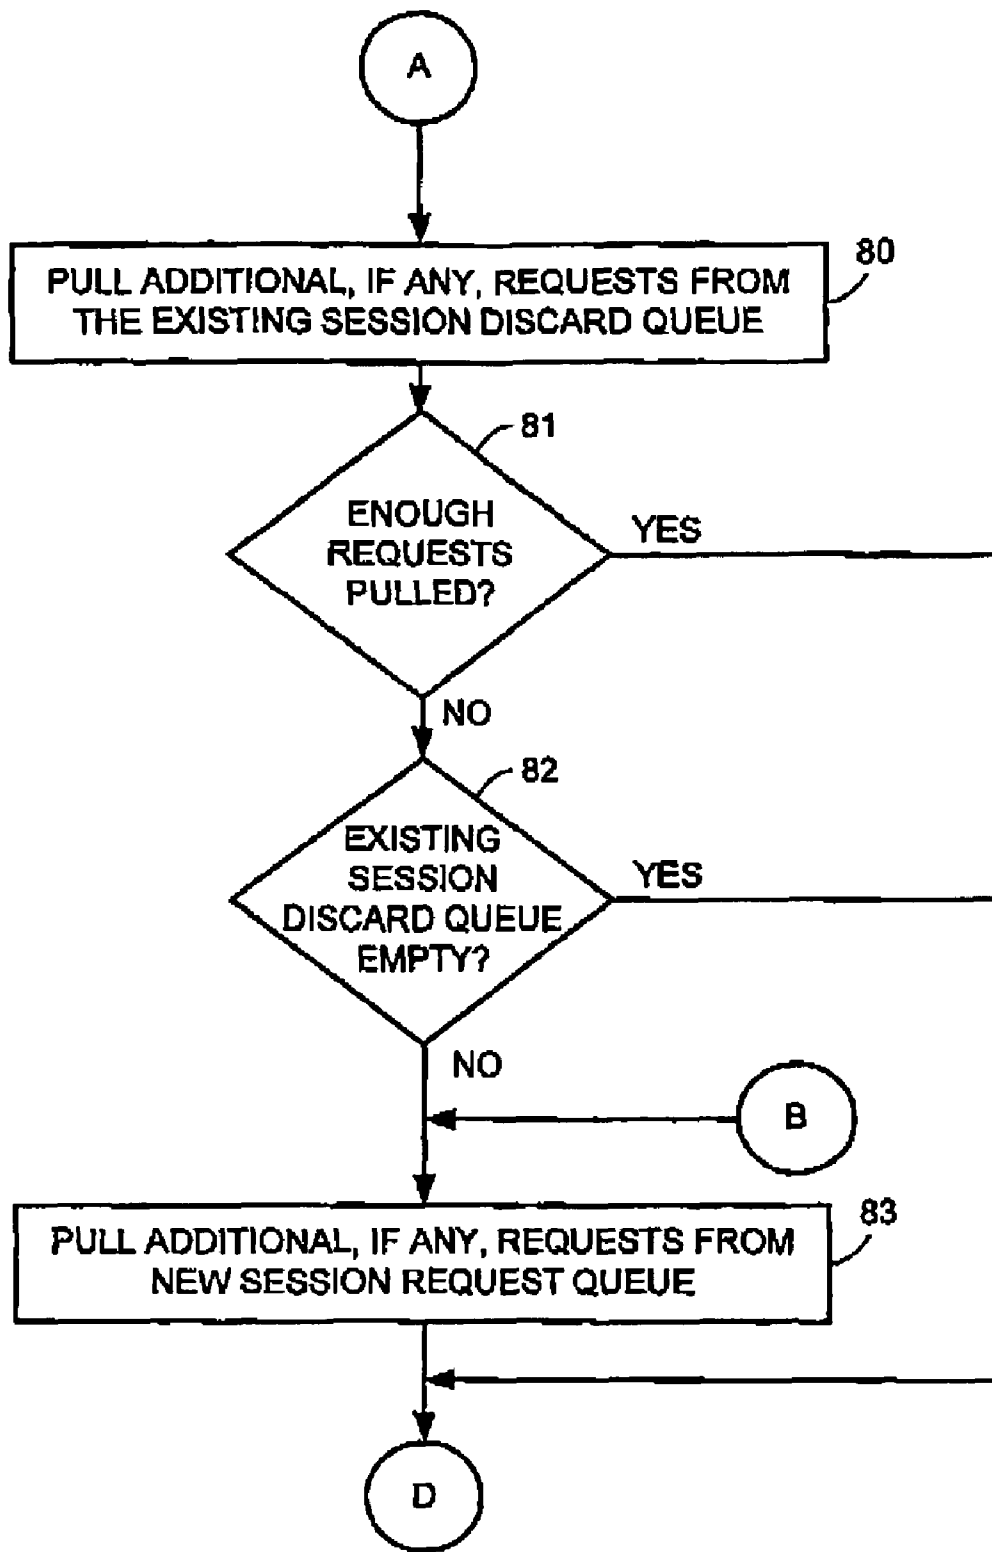 A
80
PULL ADDITIONAL, IF ANY, REQUESTS FROM
THE EXISTING SESSION DISCARD QUEUE
81
ENOUGH
REQUESTS
PULLED?
YES
NO
82
EXISTING
SESSION
DISCARD QUEUE
EMPTY?
YES
NO
B
83
PULL ADDITIONAL, IF ANY, REQUESTS FROM
NEW SESSION REQUEST QUEUE
D